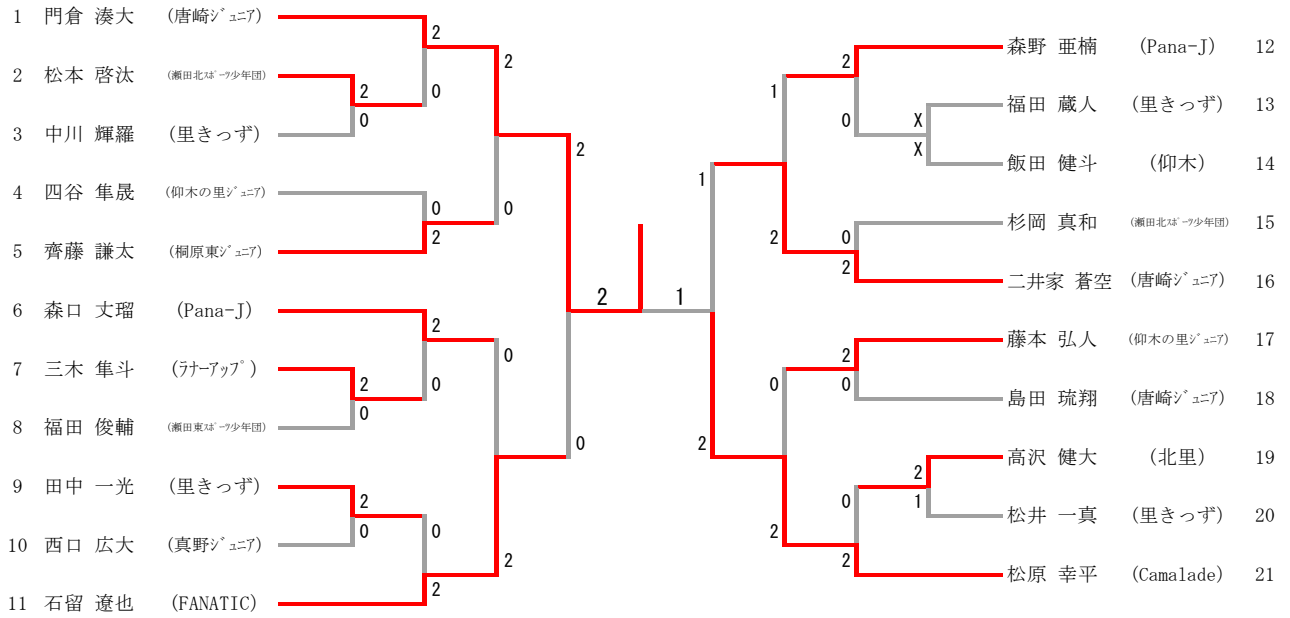 1 門倉 湊大 (唐崎ジュニア)
2 松本 啓汰 (瀬田北スポーツ少年団)
3 中川 輝羅 (里きっず)
4 四谷 隼晟 (仰木の里ジュニア)
5 齊藤 謙太 (桐原東ジュニア)
6 森口 丈瑠 (Pana-J)
7 三木 隼斗 (ラナーアップ)
8 福田 俊輔 (瀬田東スポーツ少年団)
9 田中 一光 (里きっず)
10 西口 広大 (真野ジュニア)
11 石留 遼也 (FANATIC)
2
0
2
0
0
2
2
0
2
0
2
0
2
0
0
2
2
0
0
2
2
0
2 1
1
2
1
2
0
2
2
0
X
X
0
2
2
0
0
2
2
1
森野 亜楠 (Pana-J) 12
福田 蔵人 (里きっず) 13
飯田 健斗 (仰木) 14
杉岡 真和 (瀬田北スポーツ少年団) 15
二井家 蒼空 (唐崎ジュニア) 16
藤本 弘人 (仰木の里ジュニア) 17
島田 琉翔 (唐崎ジュニア) 18
高沢 健大 (北里) 19
松井 一真 (里きっず) 20
松原 幸平 (Camalade) 21